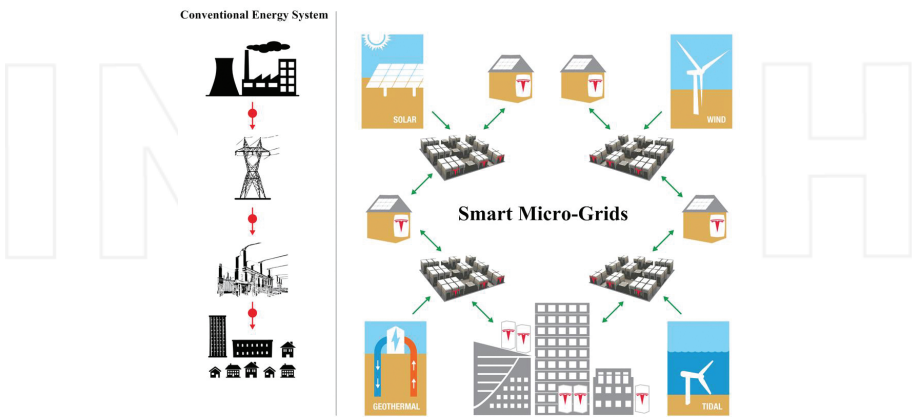 Conventional Energy System
SOLAR
WIND
Smart Micro-Grids
GEOTHERMAL
TIDAL